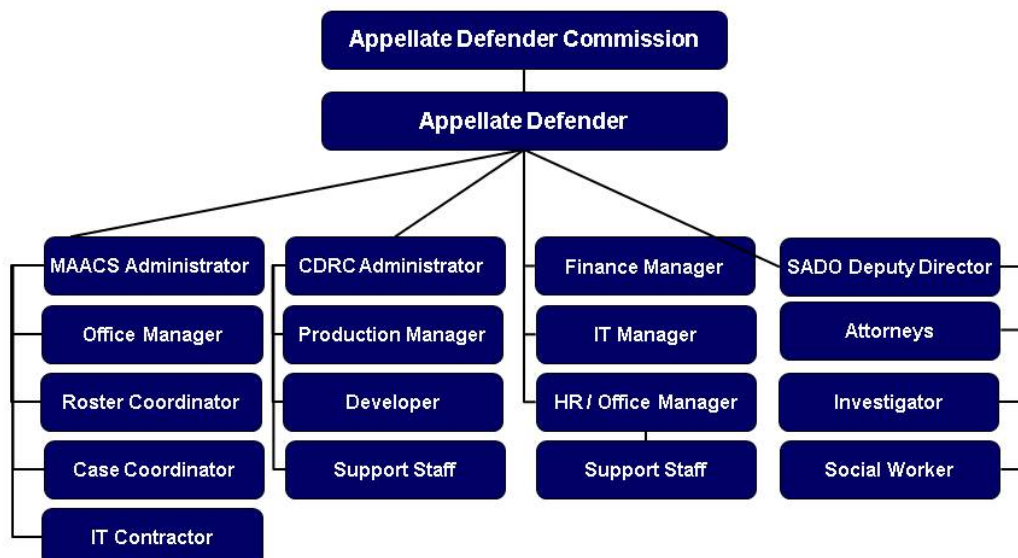 Appellate Defender Commission
Appellate Defender
MAACS Administrator
Office Manager
Roster Coordinator
Case Coordinator
IT Contractor
CDRC Administrator
Production Manager
Developer
Support Staff
Finance Manager
IT Manager
HR / Office Manager
Support Staff
SADO Deputy Director
Attorneys
Investigator
Social Worker